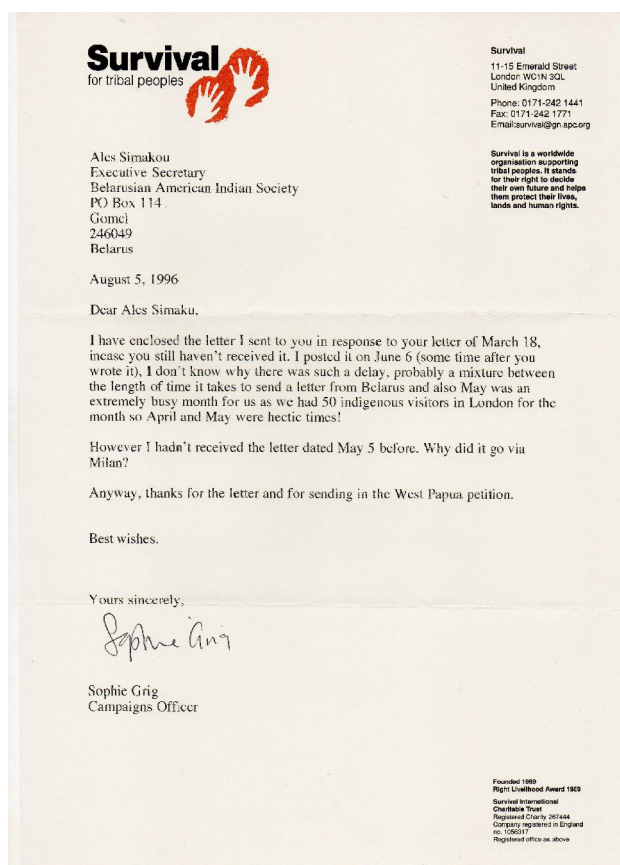 Survival
for tribal peoples
Survival
11-15 Emerald Street
London WC1N 3QL
United Kingdom
Phone: 0171-242 1441
Fax: 0171-242 1771
Email:survival@gn.apc.org
Survival is a worldwide
organisation supporting
tribal peoples. It stands
for their right to decide
their own future and helps
them protect their lives,
lands and human rights.
Ales Simakou
Executive Secretary
Belarusian American Indian Society
PO Box 114
Gomel
246049
Belarus
August 5, 1996
Dear Ales Simaku,
I have enclosed the letter I sent to you in response to your letter of March 18,
incase you still haven't received it. I posted it on June 6 (some time after you
wrote it), I don't know why there was such a delay, probably a mixture between
the length of time it takes to send a letter from Belarus and also May was an
extremely busy month for us as we had 50 indigenous visitors in London for the
month so April and May were hectic times!
However I hadn't received the letter dated May 5 before. Why did it go via
Milan?
Anyway, thanks for the letter and for sending in the West Papua petition.
Best wishes.
Yours sincerely,
Sophie Grig
Sophie Grig
Campaigns Officer
Founded 1969
Right Livelihood Award 1989
Survival International
Charitable Trust
Registered Charity 267444
Company registered in England
no. 1056317
Registered office as above